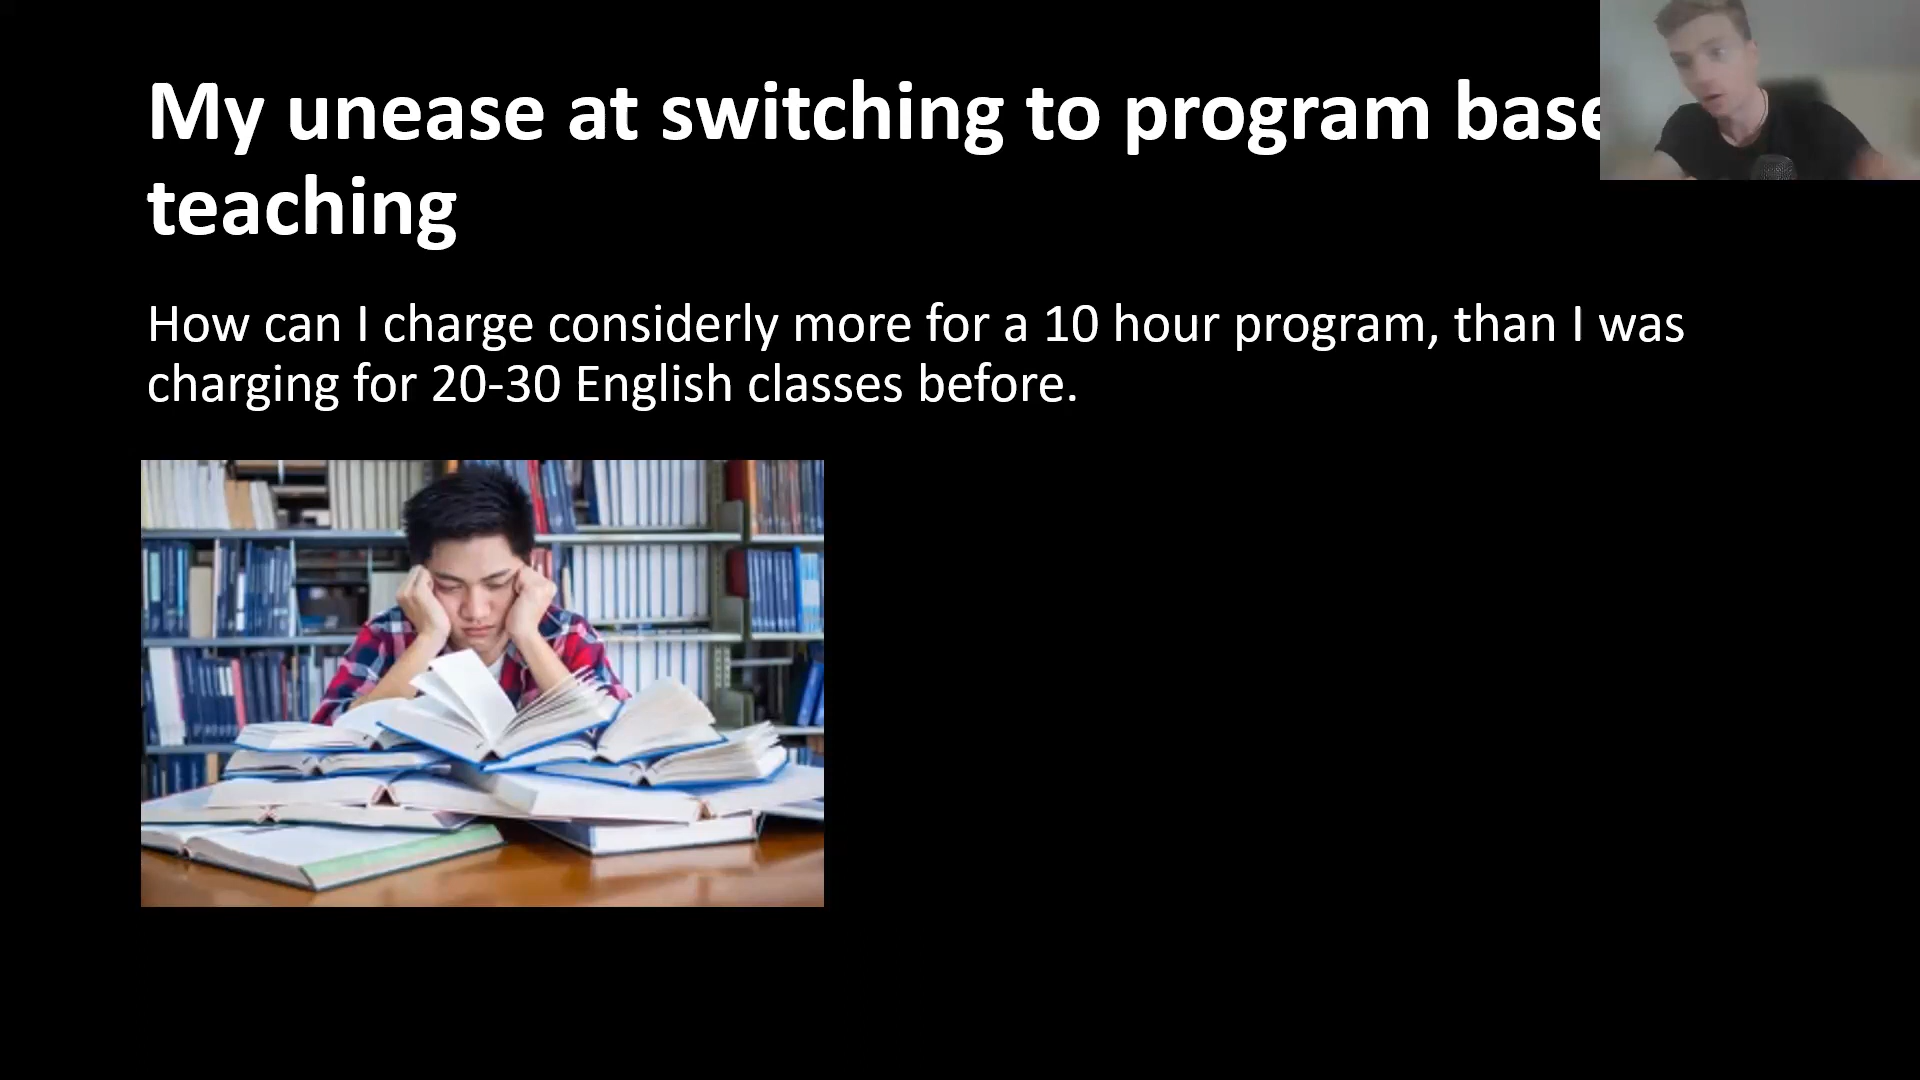 My unease at switching to program base
teaching
How can I charge considerly more for a 10 hour program, than I was
charging for 20-30 English classes before.